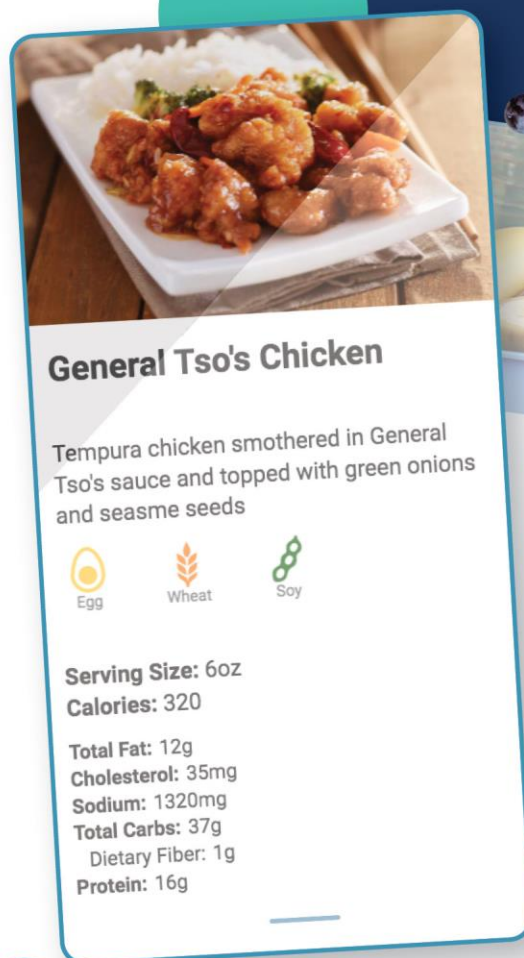 General Tso's Chicken
Tempura chicken smothered in General
Tso's sauce and topped with green onions
and seasme seeds
Egg Wheat Soy
Serving Size: 6oz
Calories: 320
Total Fat: 12g
Cholesterol: 35mg
Sodium: 1320mg
Total Carbs: 37g
Dietary Fiber: 1g
Protein: 16g